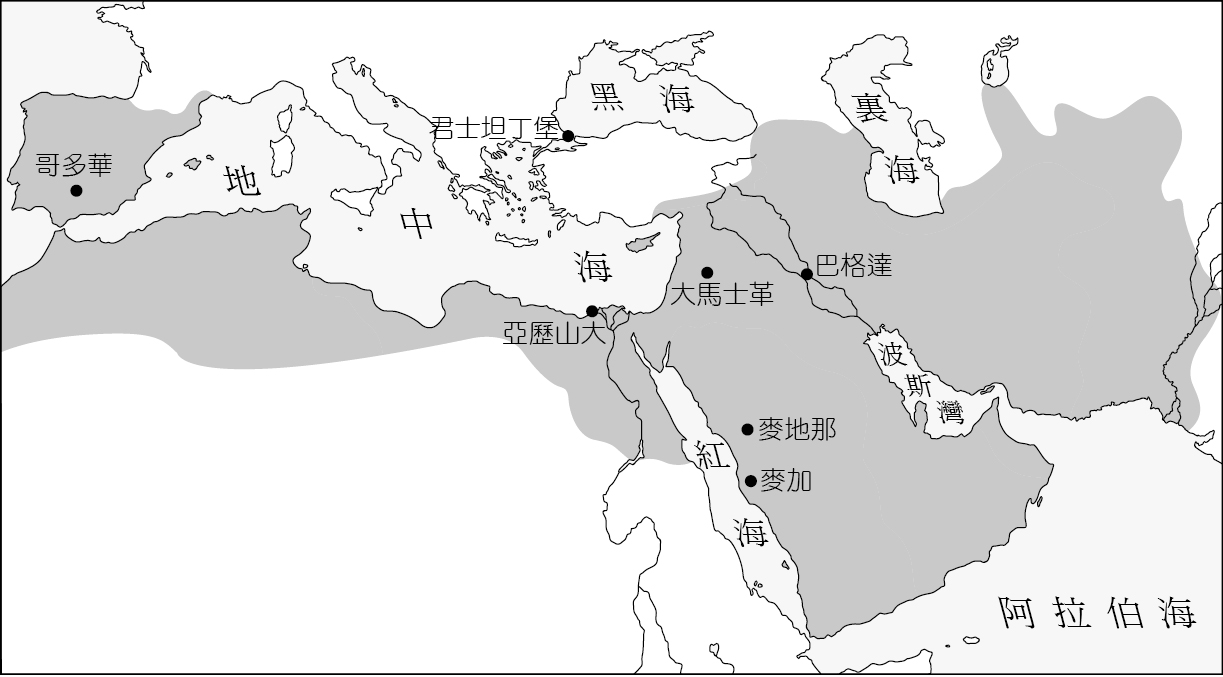 黑海
裏海
君士坦丁堡
哥多華
地中海
巴格達
大馬士革
亞歷山大
波斯灣
麥地那
麥加
紅海
阿拉伯海